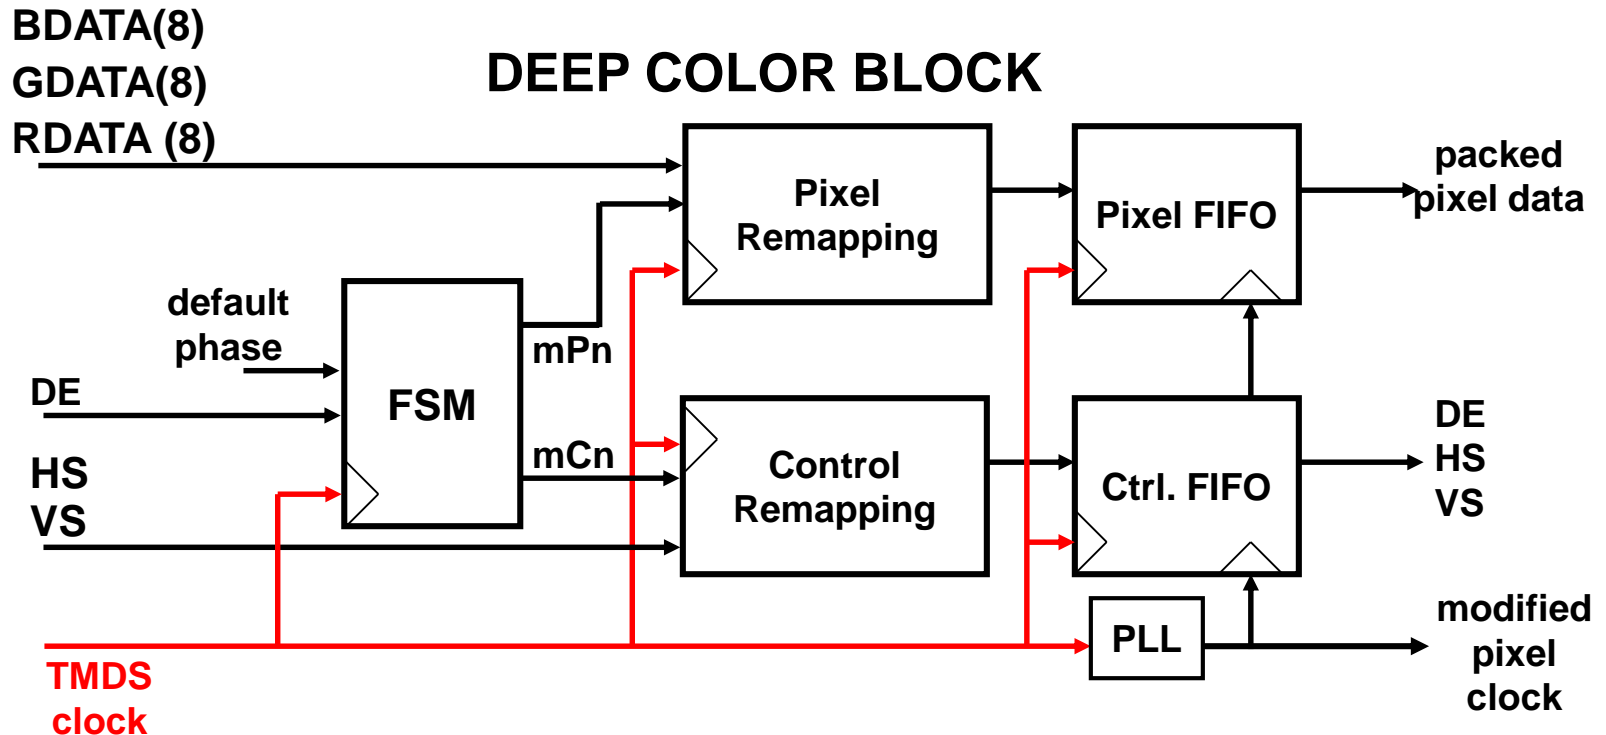 BDATA(8)
GDATA(8)
RDATA (8)
DEEP COLOR BLOCK
Pixel
Remapping
Pixel FIFO
packed
pixel data
default
phase
DE
HS
VS
FSM
mPn
mCn
Control
Remapping
Ctrl. FIFO
DE
HS
VS
PLL
modified
pixel
clock
TMDS
clock